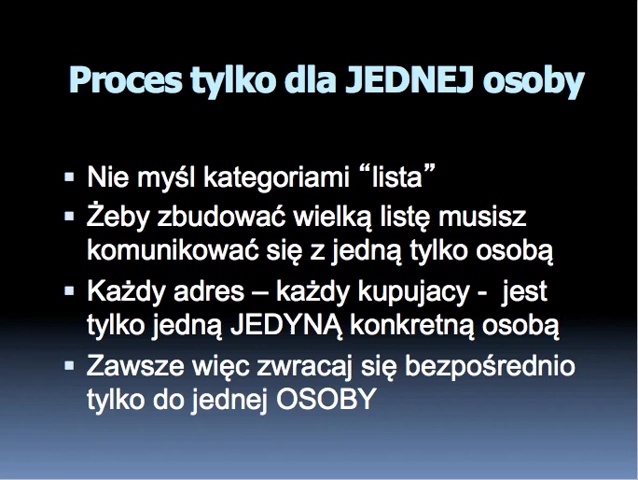 Proces tylko dla JEDNEJ osoby
▪ Nie myśl kategoriami “lista”
▪ Żeby zbudować wielką listę musisz
komunikować się z jedną tylko osobą
▪ Każdy adres – każdy kupujacy - jest
tylko jedną JEDYNĄ konkretną osobą
▪ Zawsze więc zwracaj się bezpośrednio
tylko do jednej OSOBY